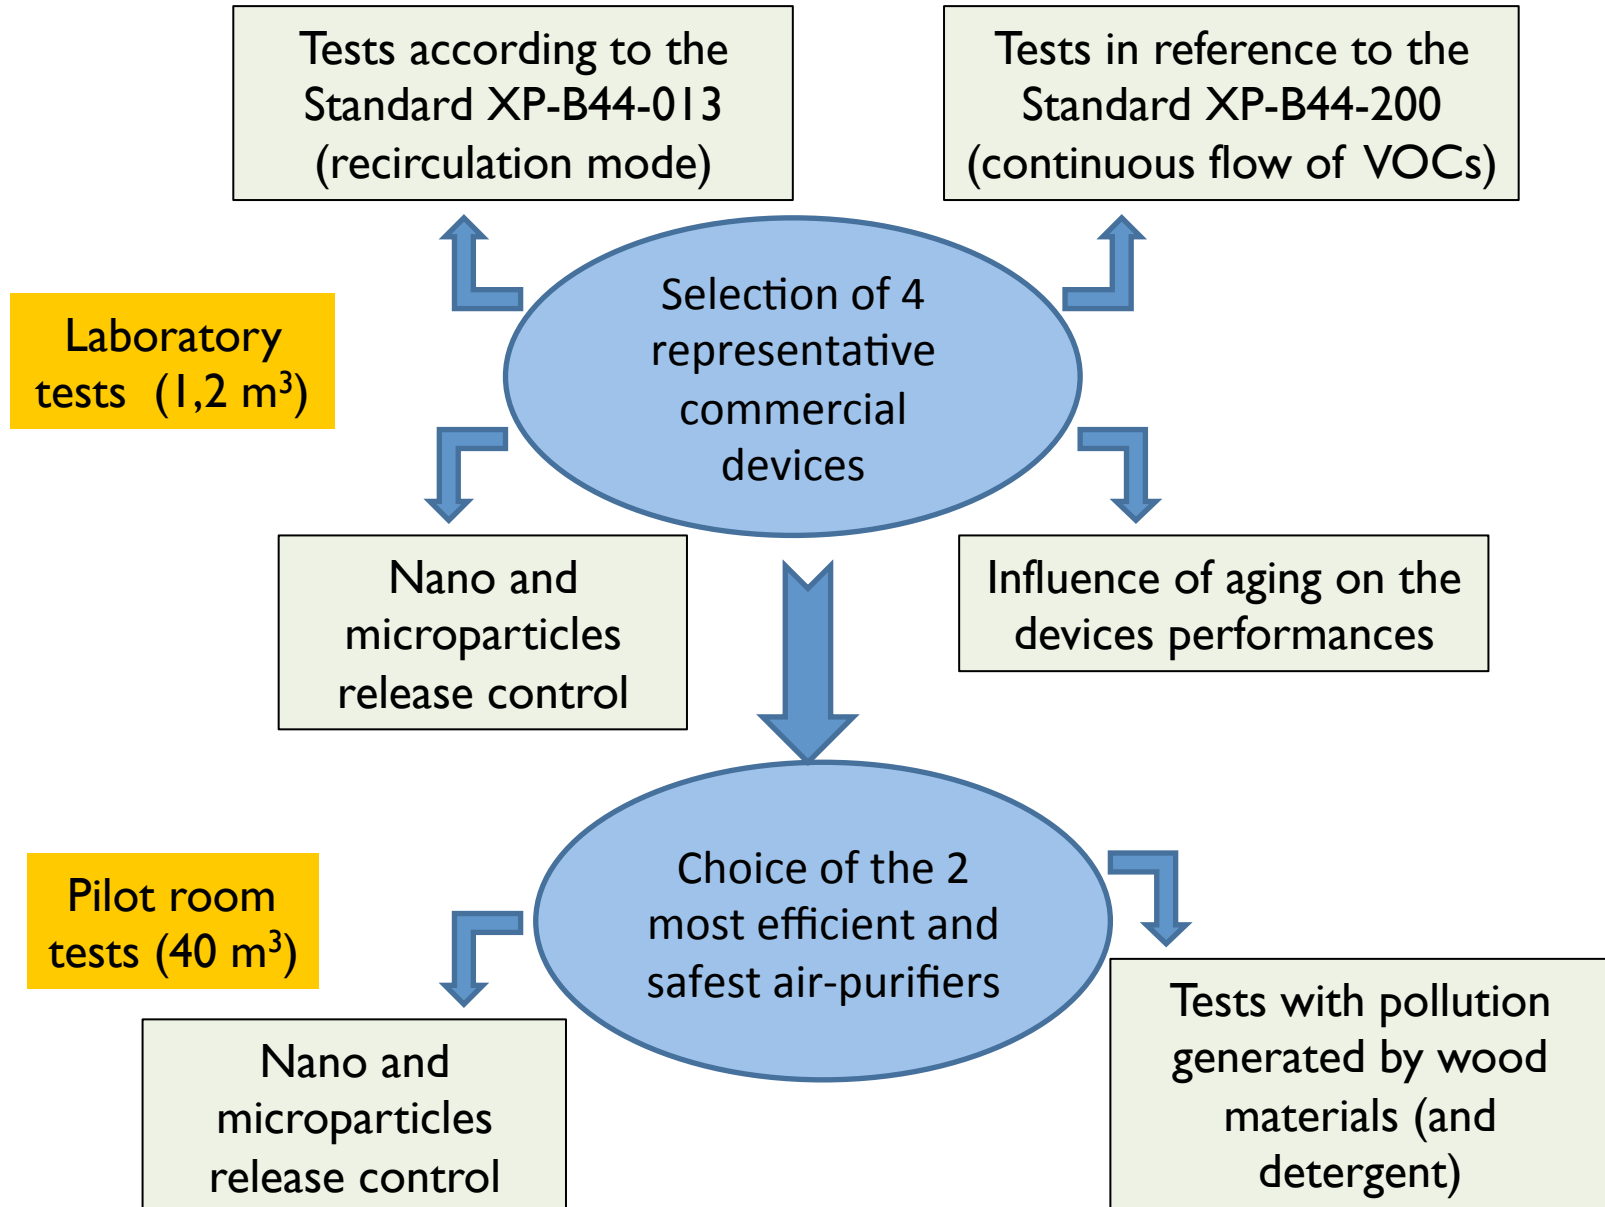 Tests according to the
Standard XP-B44-013
(recirculation mode)
Tests in reference to the
Standard XP-B44-200
(continuous flow of VOCs)
Laboratory
tests (1,2 m³)
Selection of 4
representative
commercial
devices
Nano and
microparticles
release control
Influence of aging on the
devices performances
Pilot room
tests (40 m³)
Choice of the 2
most efficient and
safest air-purifiers
Nano and
microparticles
release control
Tests with pollution
generated by wood
materials (and
detergent)